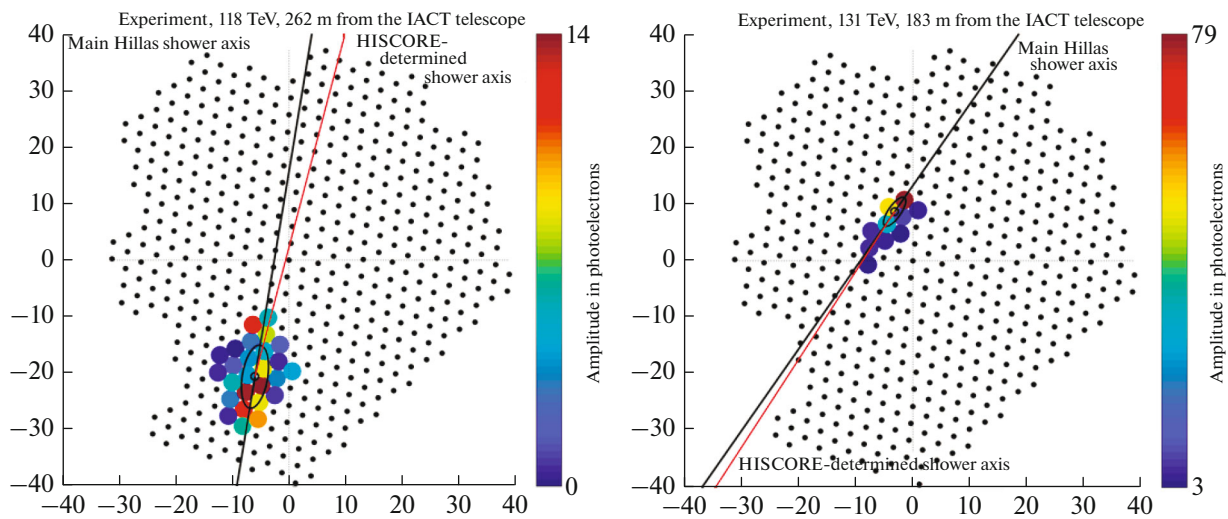 Experiment, 118 TeV, 262 m from the IACT telescope
Main Hillas shower axis
HISCORE-
determined
shower axis
40
30
20
10
0
−10
−20
−30
−40
−40 −30 −20 −10 0 10 20 30 40
14
0
Amplitude in photoelectrons
Experiment, 131 TeV, 183 m from the IACT telescope
Main Hillas
shower axis
HISCORE-determined shower axis
40
30
20
10
0
−10
−20
−30
−40
−40 −30 −20 −10 0 10 20 30 40
79
3
Amplitude in photoelectrons